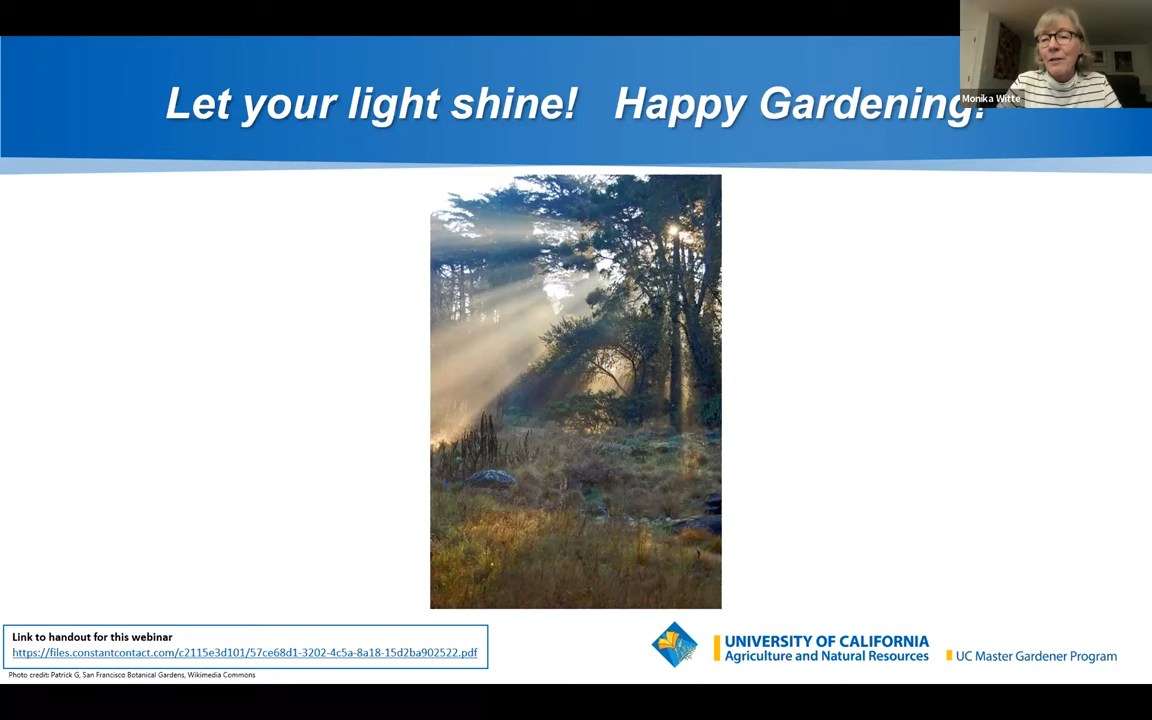 Let your light shine! Happy Gardening!
Monika Witte
Link to handout for this webinar
https://files.constantcontact.com/c2115e3d101/57ce68d1-3202-4c5a-8a18-15d2ba902522.pdf
Photo credit: Patrick G, San Francisco Botanical Gardens, Wikimedia Commons
UNIVERSITY OF CALIFORNIA
Agriculture and Natural Resources
UC Master Gardener Program